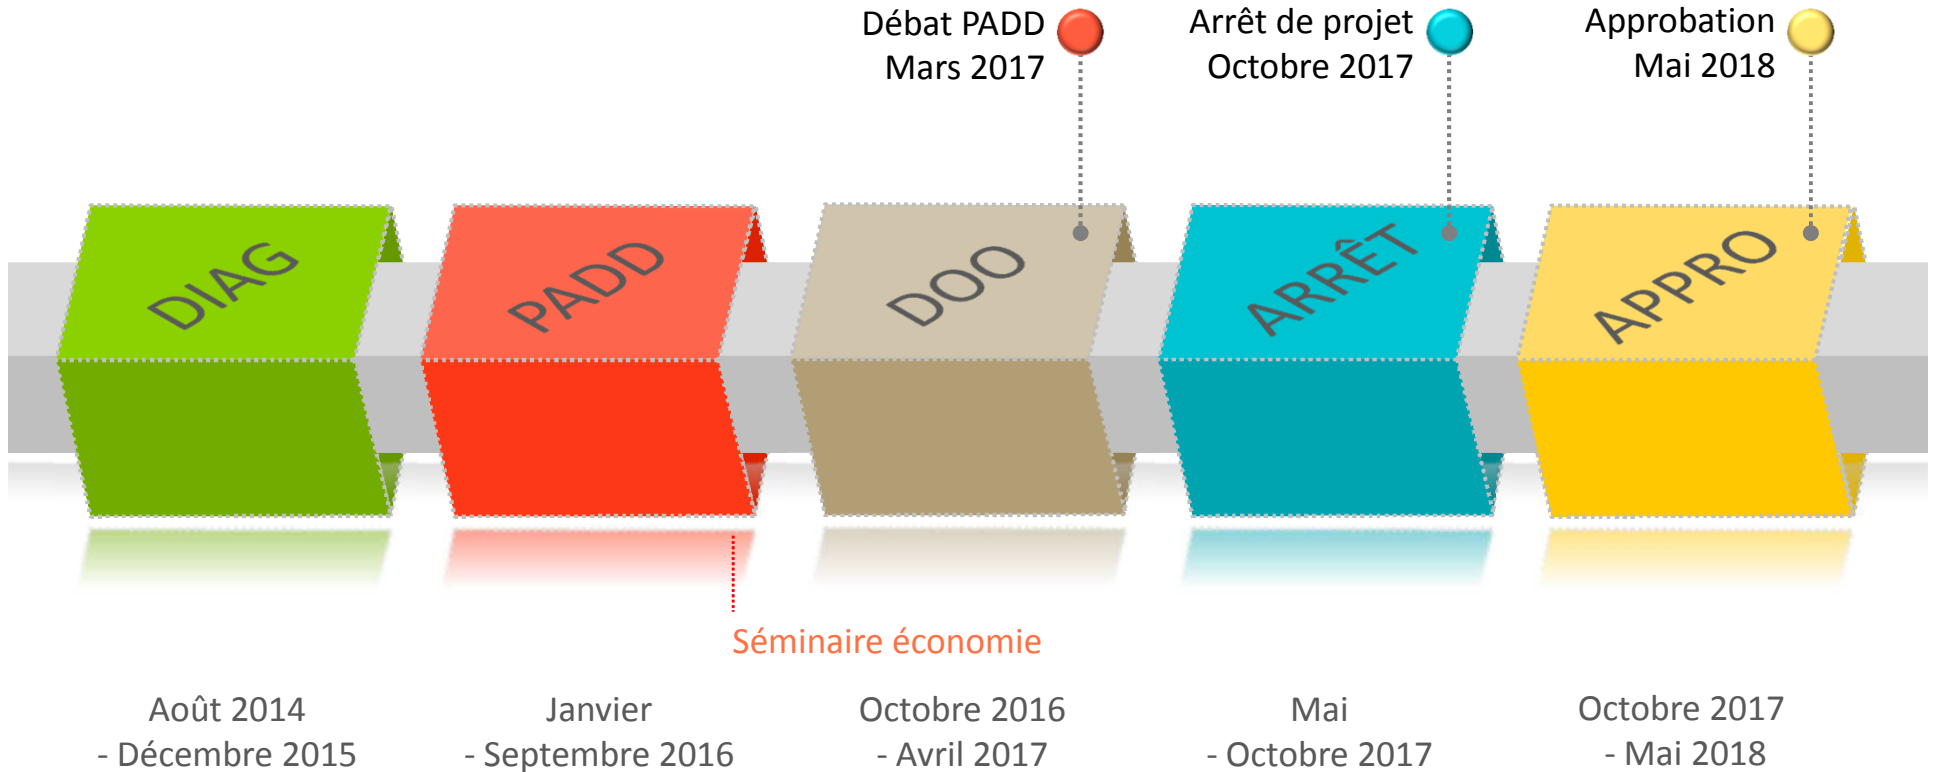 Débat PADD
Mars 2017
Arrêt de projet
Octobre 2017
Approbation
Mai 2018
DIAG
PADD
DOO
ARRÊT
APPRO
Séminaire économie
Août 2014
- Décembre 2015
Janvier
- Septembre 2016
Octobre 2016
- Avril 2017
Mai
- Octobre 2017
Octobre 2017
- Mai 2018